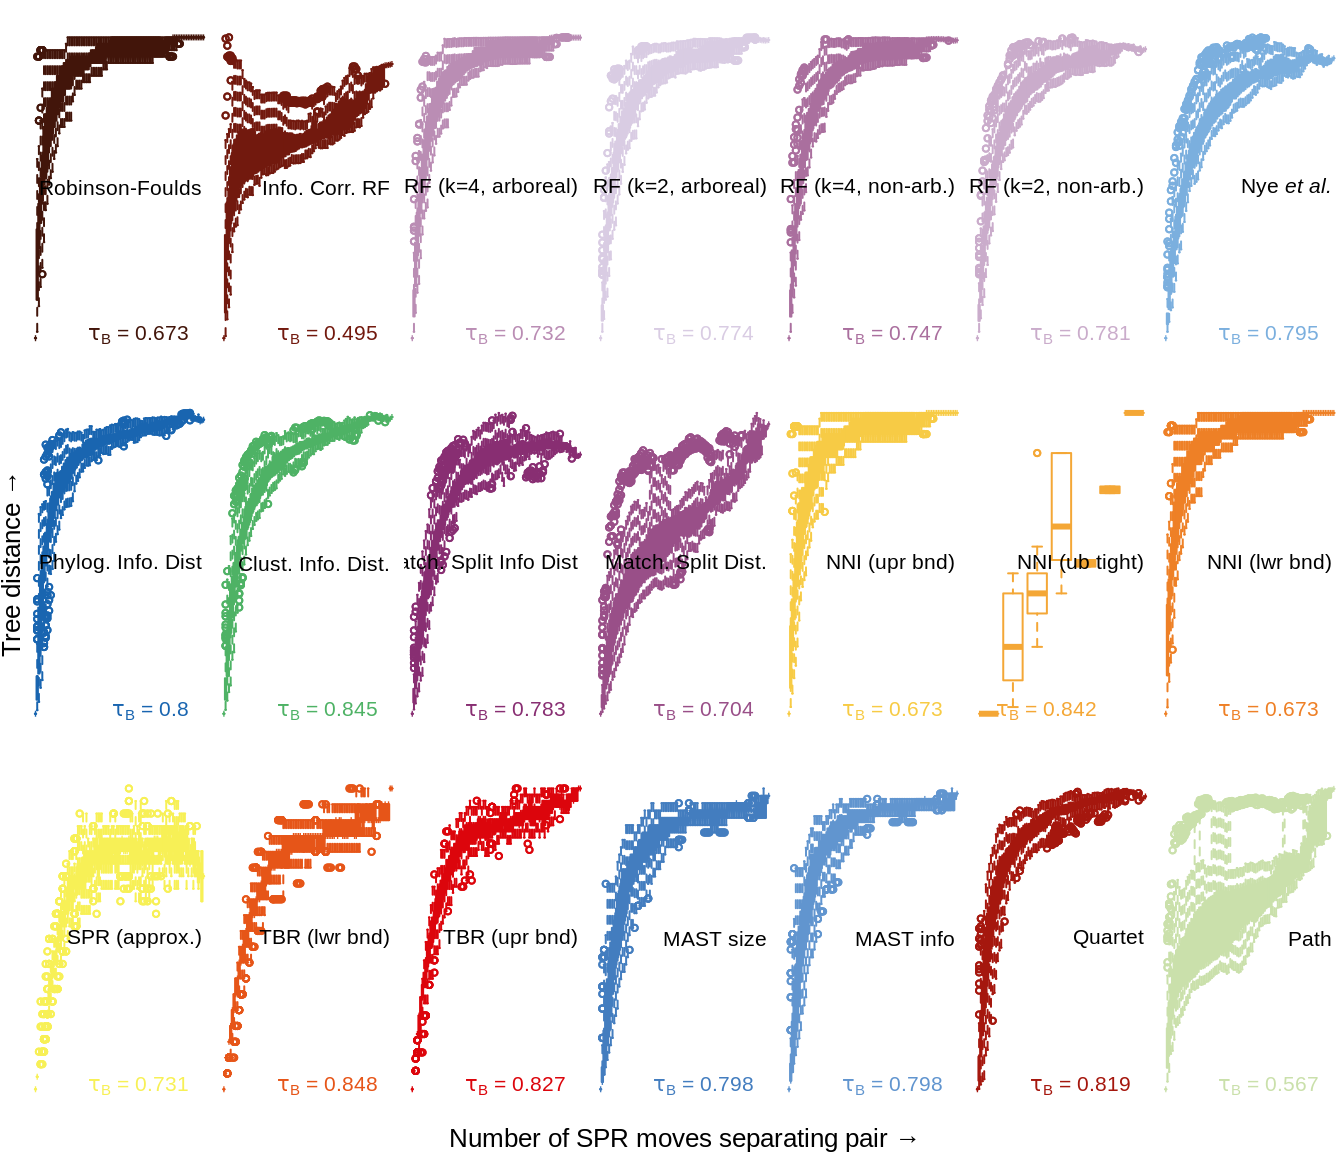 Robinson-Foulds
Info. Corr. RF
RF (k=4, arboreal)
RF (k=2, arboreal)
RF (k=4, non-arb.)
RF (k=2, non-arb.)
Nye et al.
τB = 0.673
τB = 0.495
τB = 0.732
τB = 0.774
τB = 0.747
τB = 0.781
τB = 0.795
Tree distance →
Phylog. Info. Dist
Clust. Info. Dist.
atch. Split Info Dist
Match. Split Dist.
NNI (upr bnd)
NNI (ub tight)
NNI (lwr bnd)
τB = 0.8
τB = 0.845
τB = 0.783
τB = 0.704
τB = 0.673
τB = 0.842
τB = 0.673
SPR (approx.)
TBR (lwr bnd)
TBR (upr bnd)
MAST size
MAST info
Quartet
Path
τB = 0.731
τB = 0.848
τB = 0.827
τB = 0.798
τB = 0.798
τB = 0.819
τB = 0.567
Number of SPR moves separating pair →